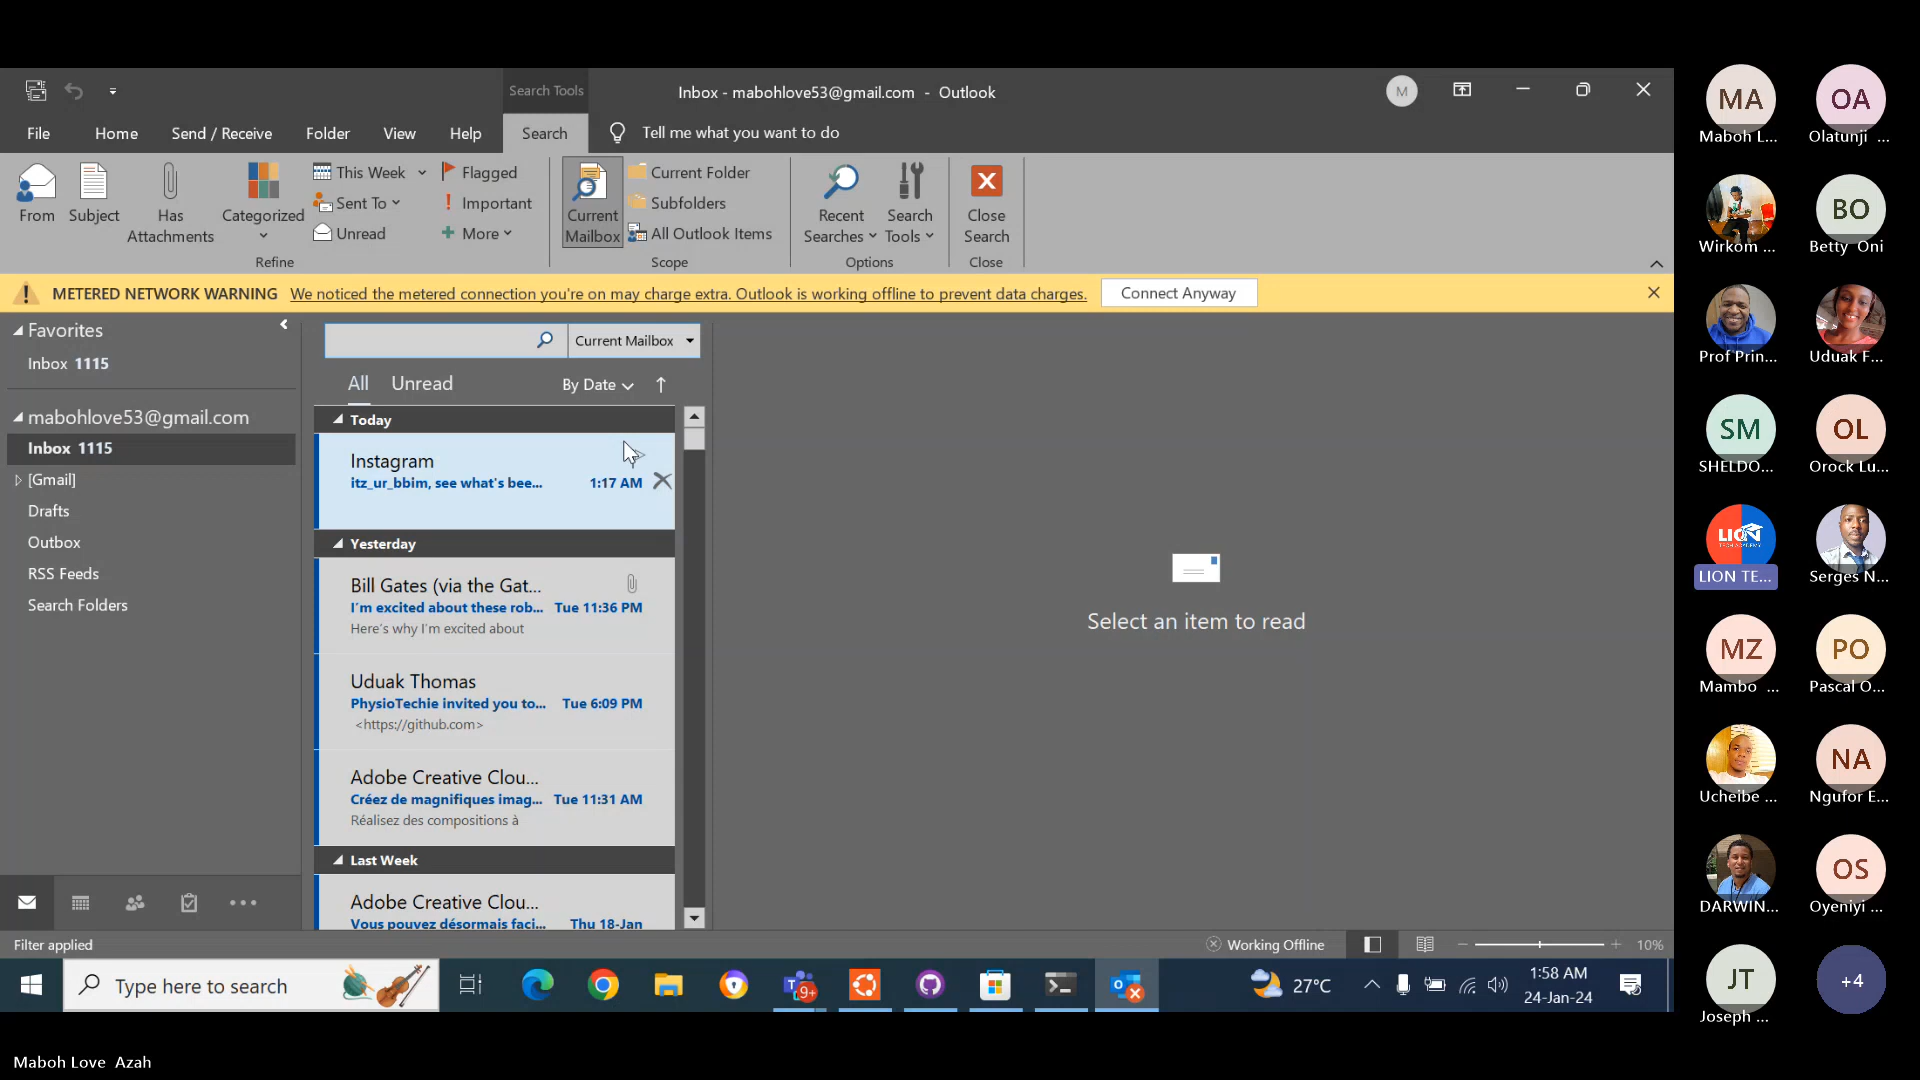 Search Tools
Inbox - mabohlove53@gmail.com - Outlook
M
File
Home
Send / Receive
Folder
View
Help
Search
Tell me what you want to do
From
Subject
Has Attachments
Categorized
This Week
Sent To
Unread
Flagged
Important
More
Refine
Current Mailbox
Current Folder
Subfolders
All Outlook Items
Scope
Recent Searches
Search Tools
Options
Close Search
Close
METERED NETWORK WARNING We noticed the metered connection you're on may charge extra. Outlook is working offline to prevent data charges.
Connect Anyway
Favorites
Inbox 1115
mabohlove53@gmail.com
Inbox 1115
[Gmail]
Drafts
Outbox
RSS Feeds
Search Folders
Current Mailbox
All
Unread
By Date
Today
Instagram
itz_ur_bbim, see what's bee... 1:17 AM
Yesterday
Bill Gates (via the Gat...
I'm excited about these rob... Tue 11:36 PM
Here's why I'm excited about
Uduak Thomas
PhysioTechie invited you to... Tue 6:09 PM
<https://github.com>
Adobe Creative Clou...
Créez de magnifiques imag... Tue 11:31 AM
Réalisez des compositions à
Last Week
Adobe Creative Clou...
Vous pouvez désormais faci... Thu 18-Jan
Select an item to read
Filter applied
Working Offline
10%
Type here to search
9+
27°C
1:58 AM
24-Jan-24
Maboh Love Azah
MA
Maboh L...
OA
Olatunji ...
Wirkom ...
BO
Betty Oni
Prof Prin...
Uduak F...
SM
SHELDO...
OL
Orock Lu...
LION
LION TE...
Serges N...
MZ
Mambo ...
PO
Pascal O...
Ucheibe ...
NA
Ngufor E...
DARWIN...
OS
Oyeniyi ...
JT
Joseph ...
+4